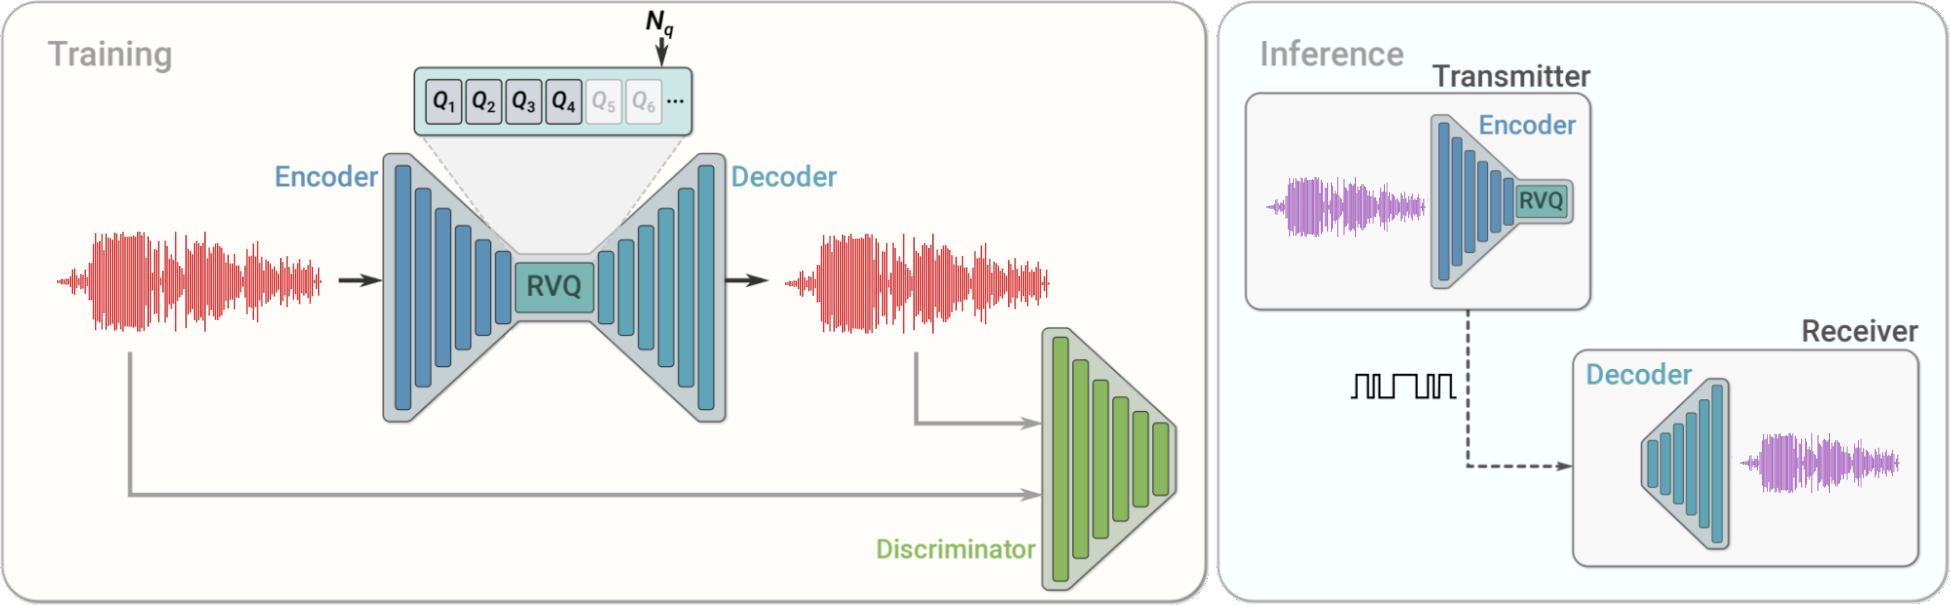 Training
N_q
Q_1 Q_2 Q_3 Q_4 Q_5 Q_6 ...
Encoder
Decoder
RVQ
Discriminator
Inference
Transmitter
Encoder
RVQ
Receiver
Decoder